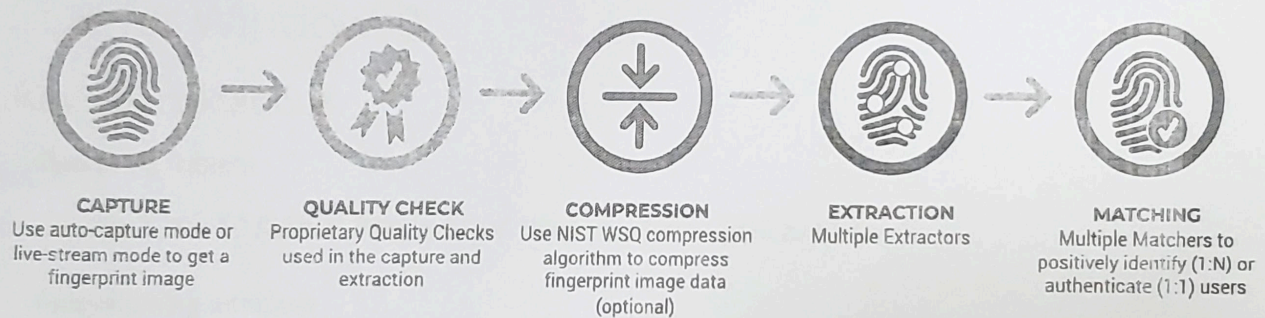 CAPTURE
Use auto-capture mode or
live-stream mode to get a
fingerprint image
QUALITY CHECK
Proprietary Quality Checks
used in the capture and
extraction
COMPRESSION
Use NIST WSQ compression
algorithm to compress
fingerprint image data
(optional)
EXTRACTION
Multiple Extractors
MATCHING
Multiple Matchers to
positively identify (1:N) or
authenticate (1:1) users